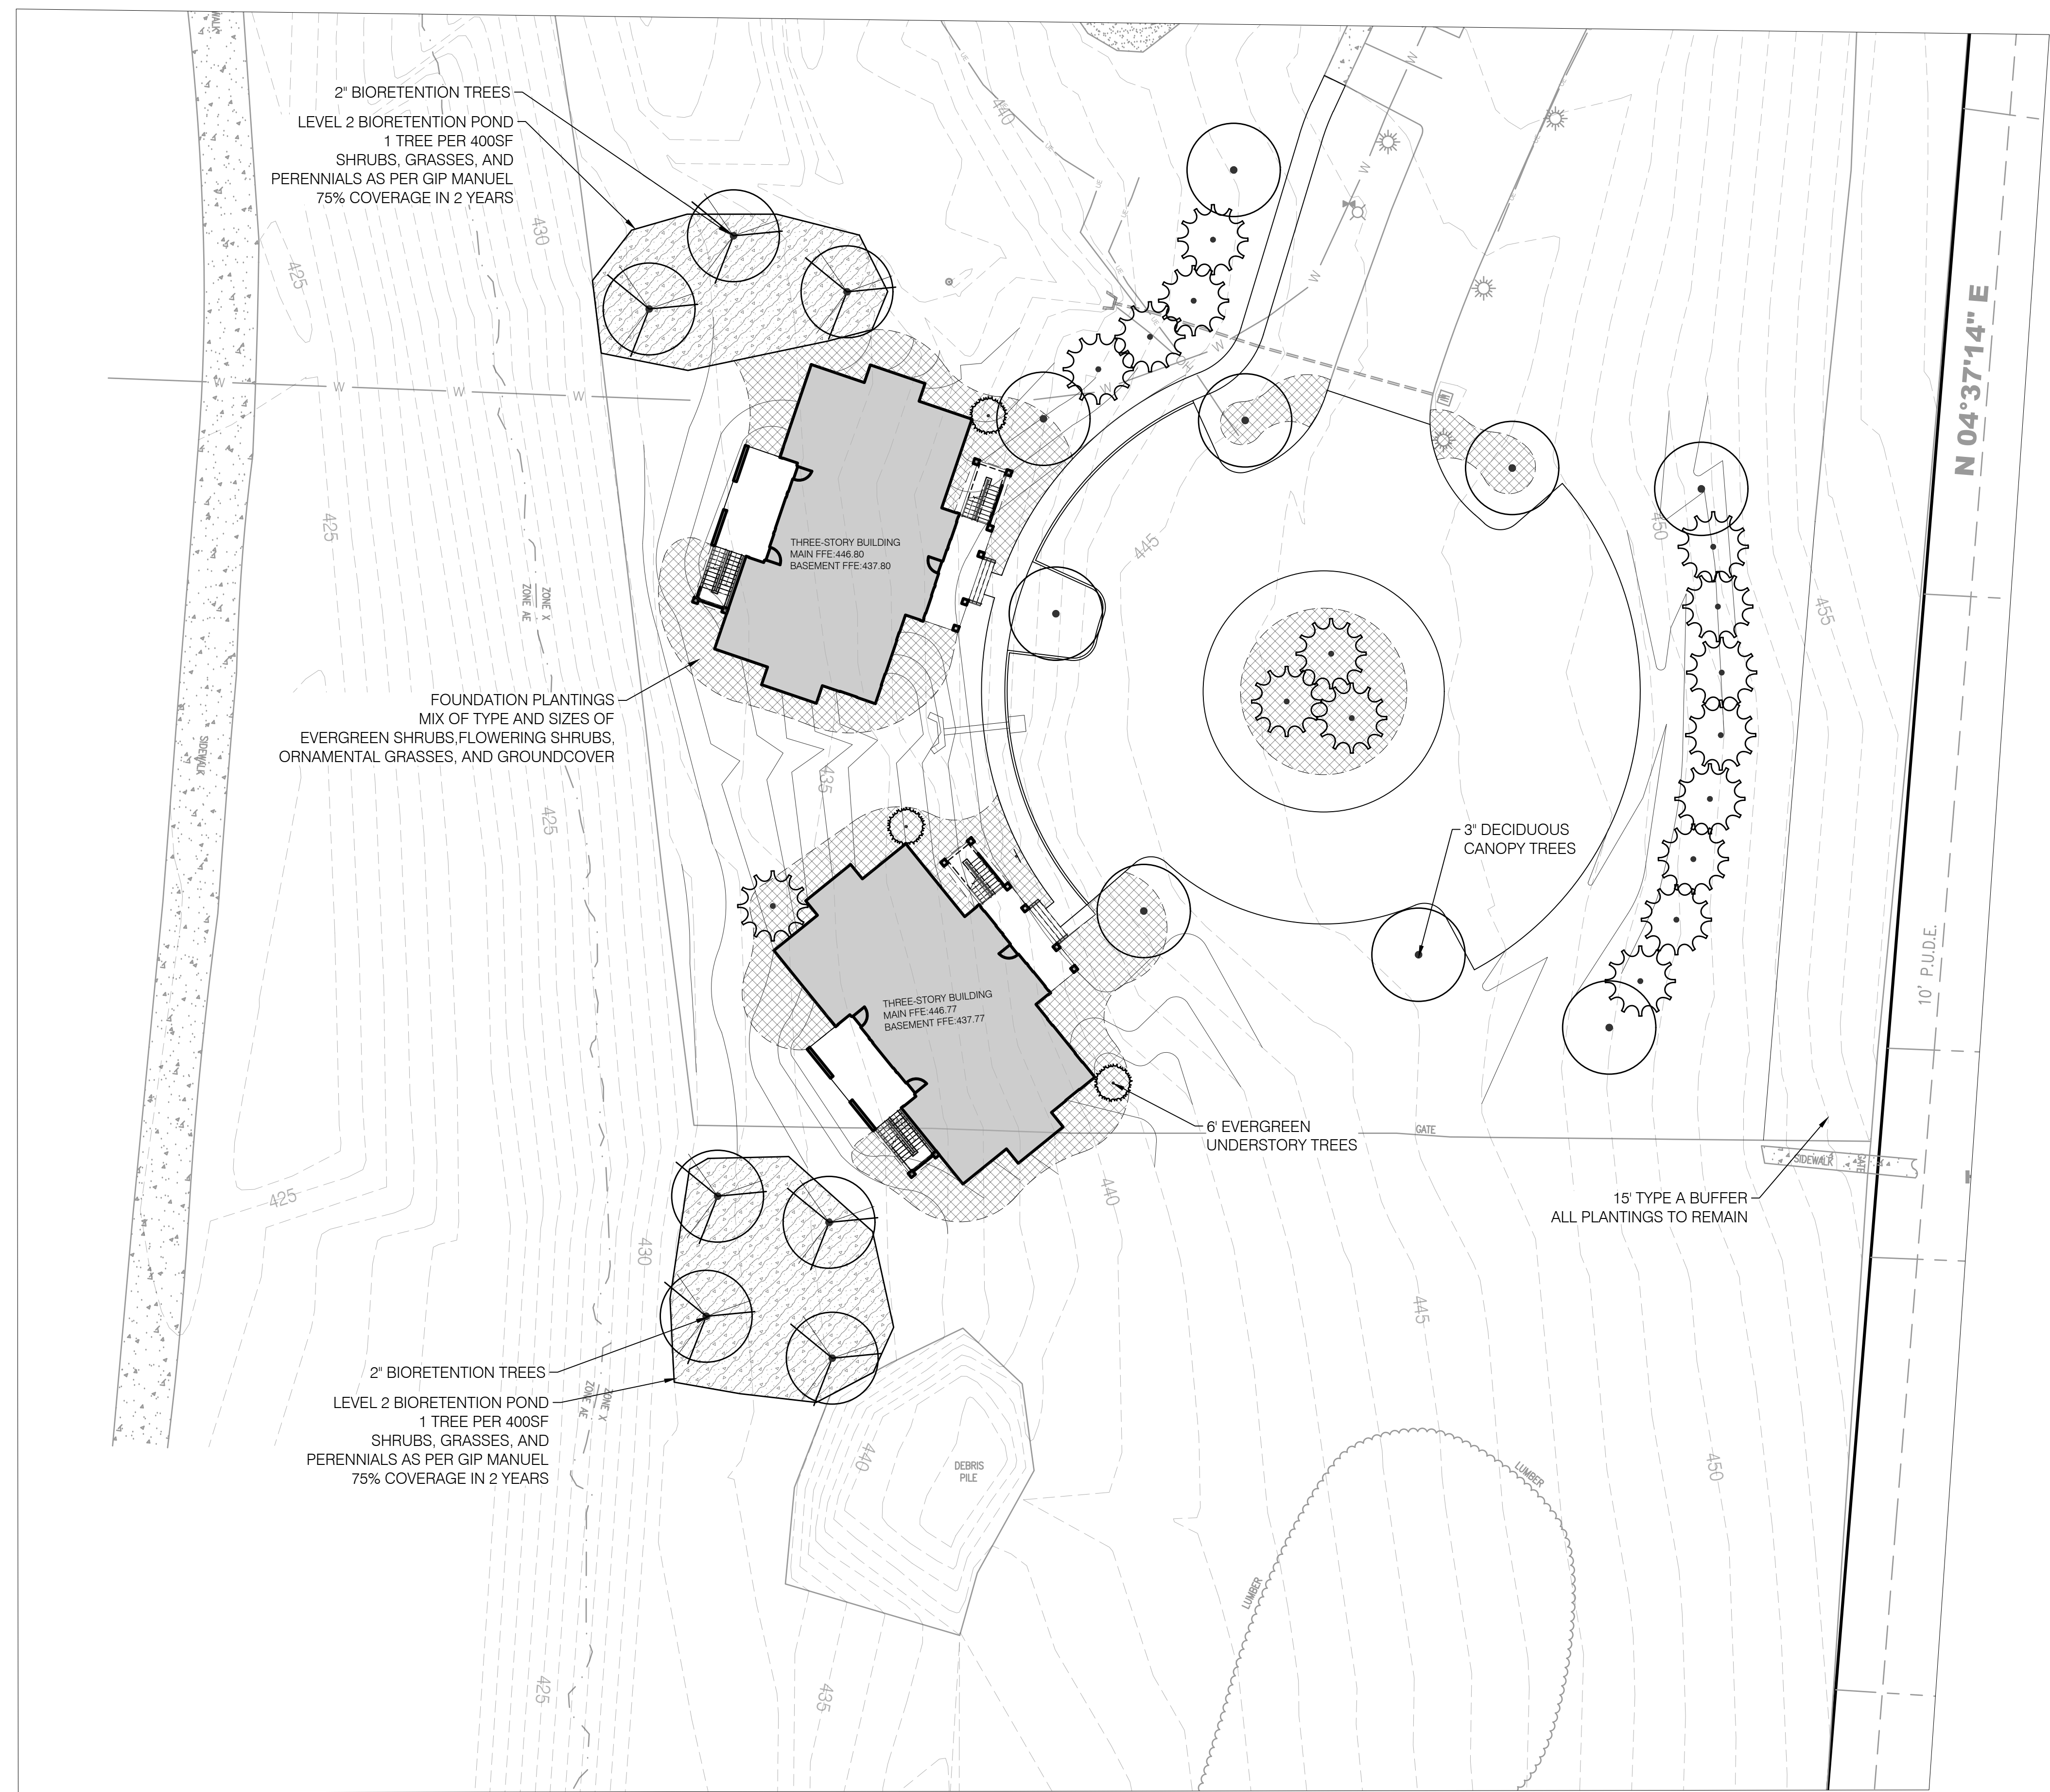 WALK
2" BIORETENTION TREES
LEVEL 2 BIORETENTION POND
1 TREE PER 400SF
SHRUBS, GRASSES, AND
PERENNIALS AS PER GIP MANUEL
75% COVERAGE IN 2 YEARS
440
UE
UE
UE
UE
UE
W
W
W
W
W
W
430
425
N 04°37'14" E
W
W
W
W
425
450
445
THREE-STORY BUILDING
MAIN FFE:446.80
BASEMENT FFE:437.80
ZONE X
ZONE AE
455
FOUNDATION PLANTINGS
MIX OF TYPE AND SIZES OF
EVERGREEN SHRUBS,FLOWERING SHRUBS,
ORNAMENTAL GRASSES, AND GROUNDCOVER
SIDEWALK
435
425
3" DECIDUOUS
CANOPY TREES
10' P.U.D.E.
THREE-STORY BUILDING
MAIN FFE:446.77
BASEMENT FFE:437.77
6' EVERGREEN
UNDERSTORY TREES
GATE
SIDEWALK
GATE
425
440
15' TYPE A BUFFER
ALL PLANTINGS TO REMAIN
430
445
2" BIORETENTION TREES
LEVEL 2 BIORETENTION POND
1 TREE PER 400SF
SHRUBS, GRASSES, AND
PERENNIALS AS PER GIP MANUEL
75% COVERAGE IN 2 YEARS
ZONE X
ZONE AE
440
DEBRIS
PILE
LUMBER
450
LUMBER
425
435